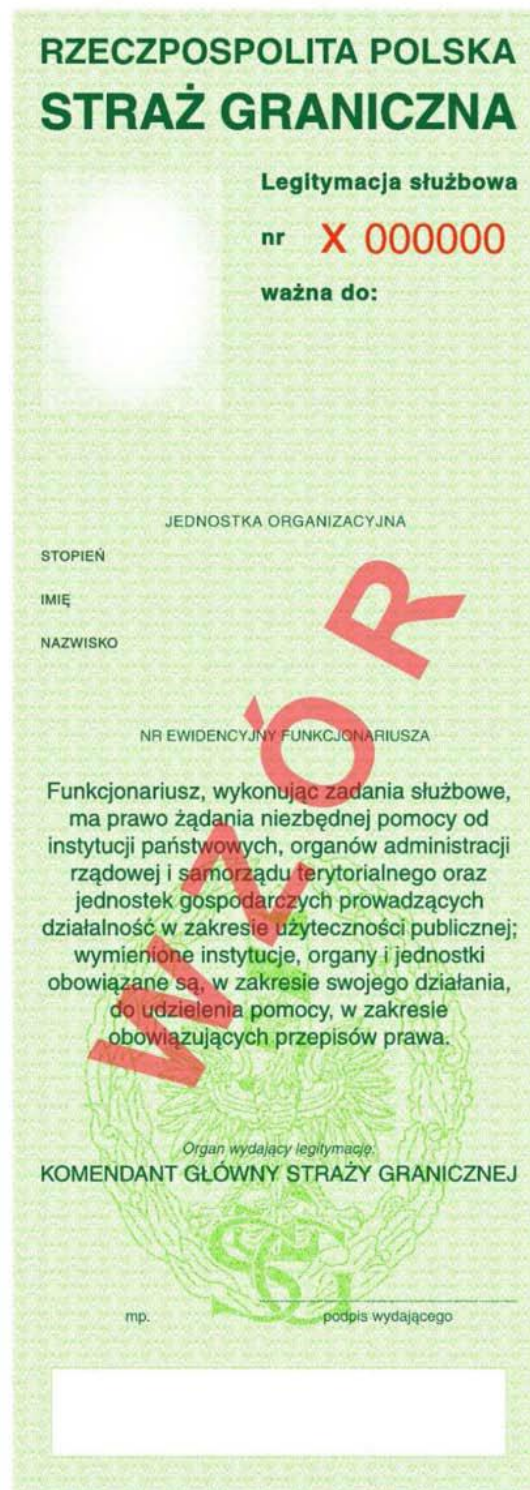 RZECZPOSPOLITA POLSKA
STRAŻ GRANICZNA
Legitymacja służbowa
nr X 000000
ważna do:
JEDNOSTKA ORGANIZACYJNA
STOPIEŃ
IMIĘ
NAZWISKO
NR EWIDENCYJNY FUNKCJONARIUSZA
Funkcjonariusz, wykonując zadania służbowe,
ma prawo żądania niezbędnej pomocy od
instytucji państwowych, organów administracji
rządowej i samorządu terytorialnego oraz
jednostek gospodarczych prowadzących
działalność w zakresie użyteczności publicznej;
wymienione instytucje, organy i jednostki
obowiązane są, w zakresie swojego działania,
do udzielenia pomocy, w zakresie
obowiązujących przepisów prawa.
WZÓR
Organ wydający legitymację:
KOMENDANT GŁÓWNY STRAŻY GRANICZNEJ
SG
mp.
podpis wydającego